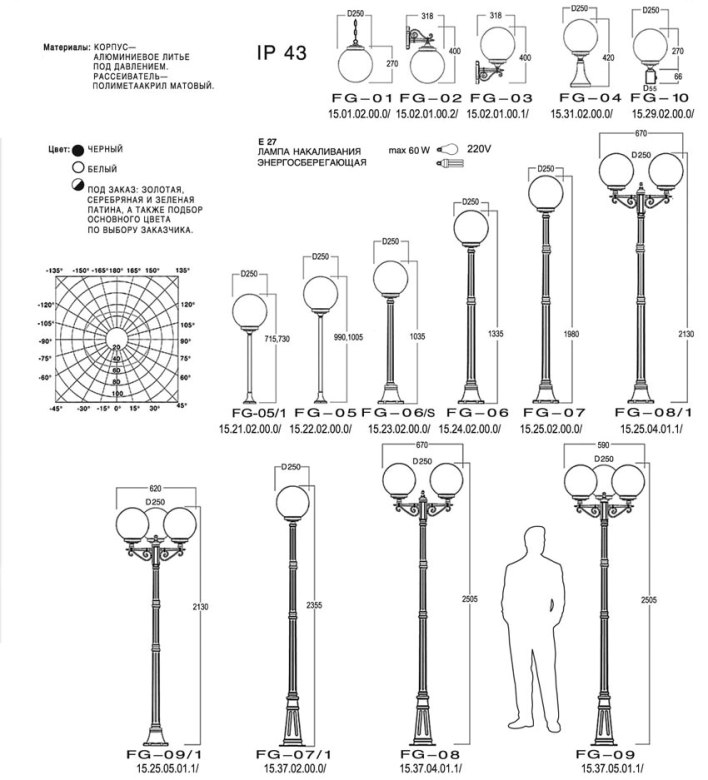 Материалы: КОРПУС—
АЛЮМИНИЕВОЕ ЛИТЬЕ
ПОД ДАВЛЕНИЕМ.
РАССЕИВАТЕЛЬ—
ПОЛИМЕТААКРИЛ МАТОВЫЙ.
IP 43
D250
270
FG-01
15.01.02.00.0/
318
400
FG-02
15.02.01.00.2/
318
400
FG-03
15.02.01.00.1/
D250
420
FG-04
15.31.02.00.0/
D250
270
66
D55
FG-10
15.29.02.00.0/
Цвет: ЧЕРНЫЙ
БЕЛЫЙ
ПОД ЗАКАЗ: ЗОЛОТАЯ,
СЕРЕБРЯНАЯ И ЗЕЛЕНАЯ
ПАТИНА, А ТАКЖЕ ПОДБОР
ОСНОВНОГО ЦВЕТА
ПО ВЫБОРУ ЗАКАЗЧИКА.
E 27
ЛАМПА НАКАЛИВАНИЯ
ЭНЕРГОСБЕРЕГАЮЩАЯ
max 60 W 220V
-135° -150° -165° 180° 165° 150° 135°
-120° 120°
-105° 105°
-90° 90°
-75° 75°
-60° 60°
20
40
60
80
100
-45° -30° -15° 0° 15° 30° 45°
D250
715,730
FG-05/1
15.21.02.00.0/
D250
990,1005
FG-05
15.22.02.00.0/
D250
1035
FG-06/S
15.23.02.00.0/
D250
1335
FG-06
15.24.02.00.0/
D250
1980
FG-07
15.25.02.00.0/
670
D250
2130
FG-08/1
15.25.04.01.1/
620
D250
2130
FG-09/1
15.25.05.01.1/
D250
2355
FG-07/1
15.37.02.00.0/
670
D250
2505
FG-08
15.37.04.01.1/
590
D250
2505
FG-09
15.37.05.01.1/